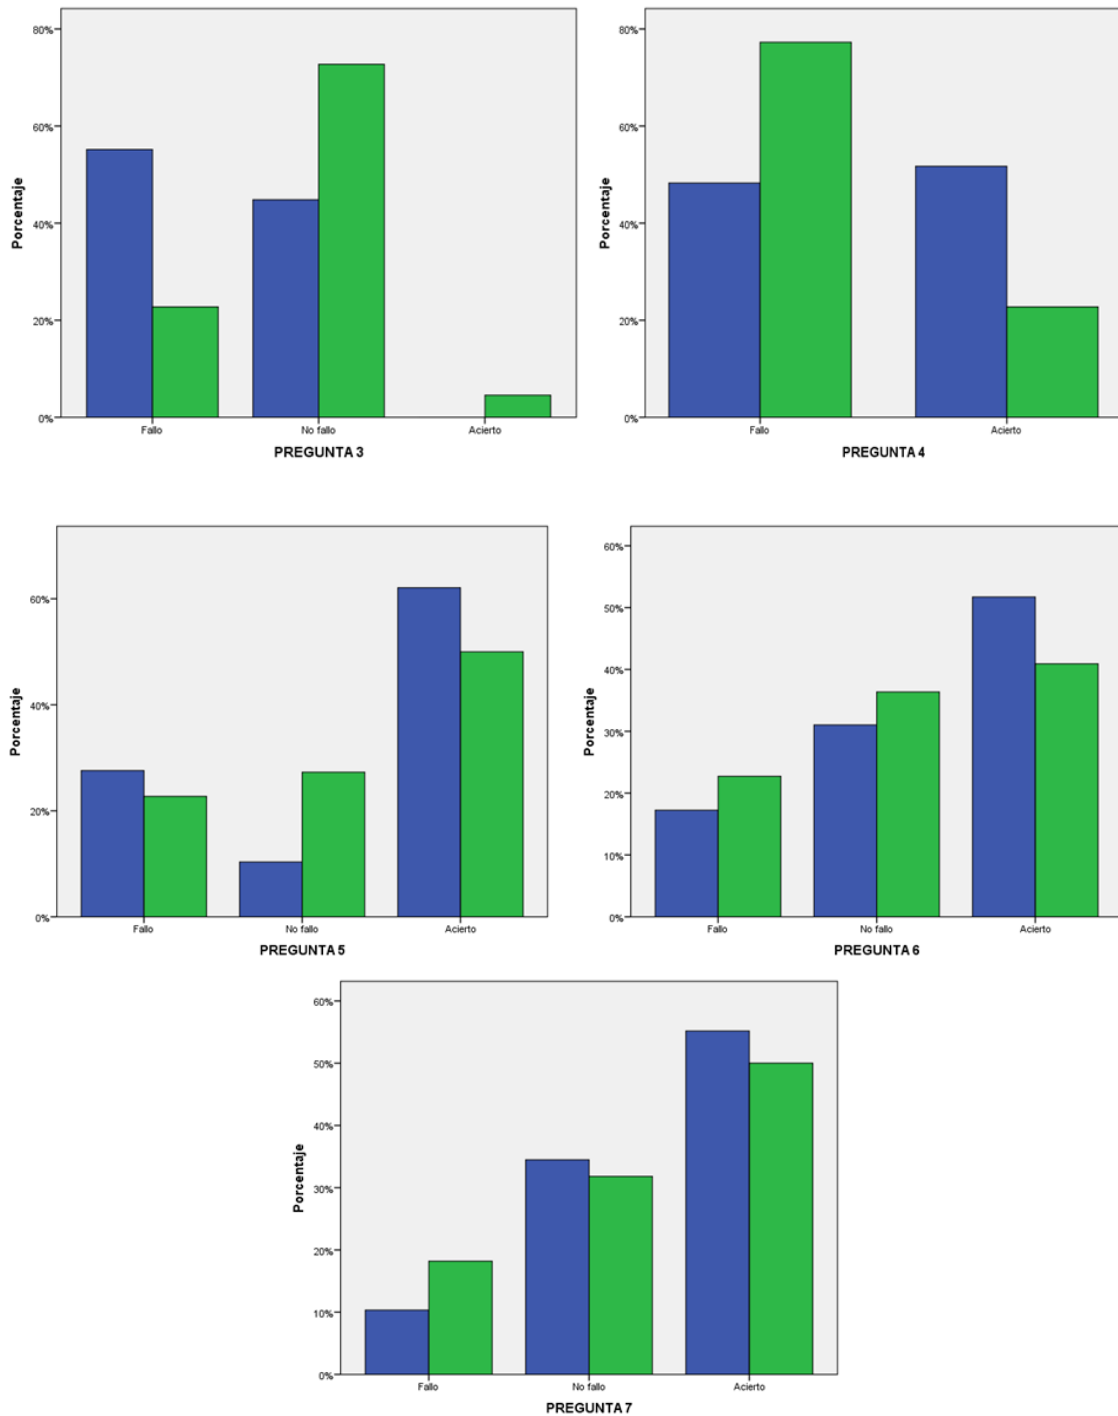 80%
60%
40%
20%
0%
Porcentaje
Fallo
No fallo
Acierto
PREGUNTA 3
80%
60%
40%
20%
0%
Porcentaje
Fallo
Acierto
PREGUNTA 4
60%
40%
20%
0%
Porcentaje
Fallo
No fallo
Acierto
PREGUNTA 5
60%
50%
40%
30%
20%
10%
0%
Porcentaje
Fallo
No fallo
Acierto
PREGUNTA 6
60%
50%
40%
30%
20%
10%
0%
Porcentaje
Fallo
No fallo
Acierto
PREGUNTA 7